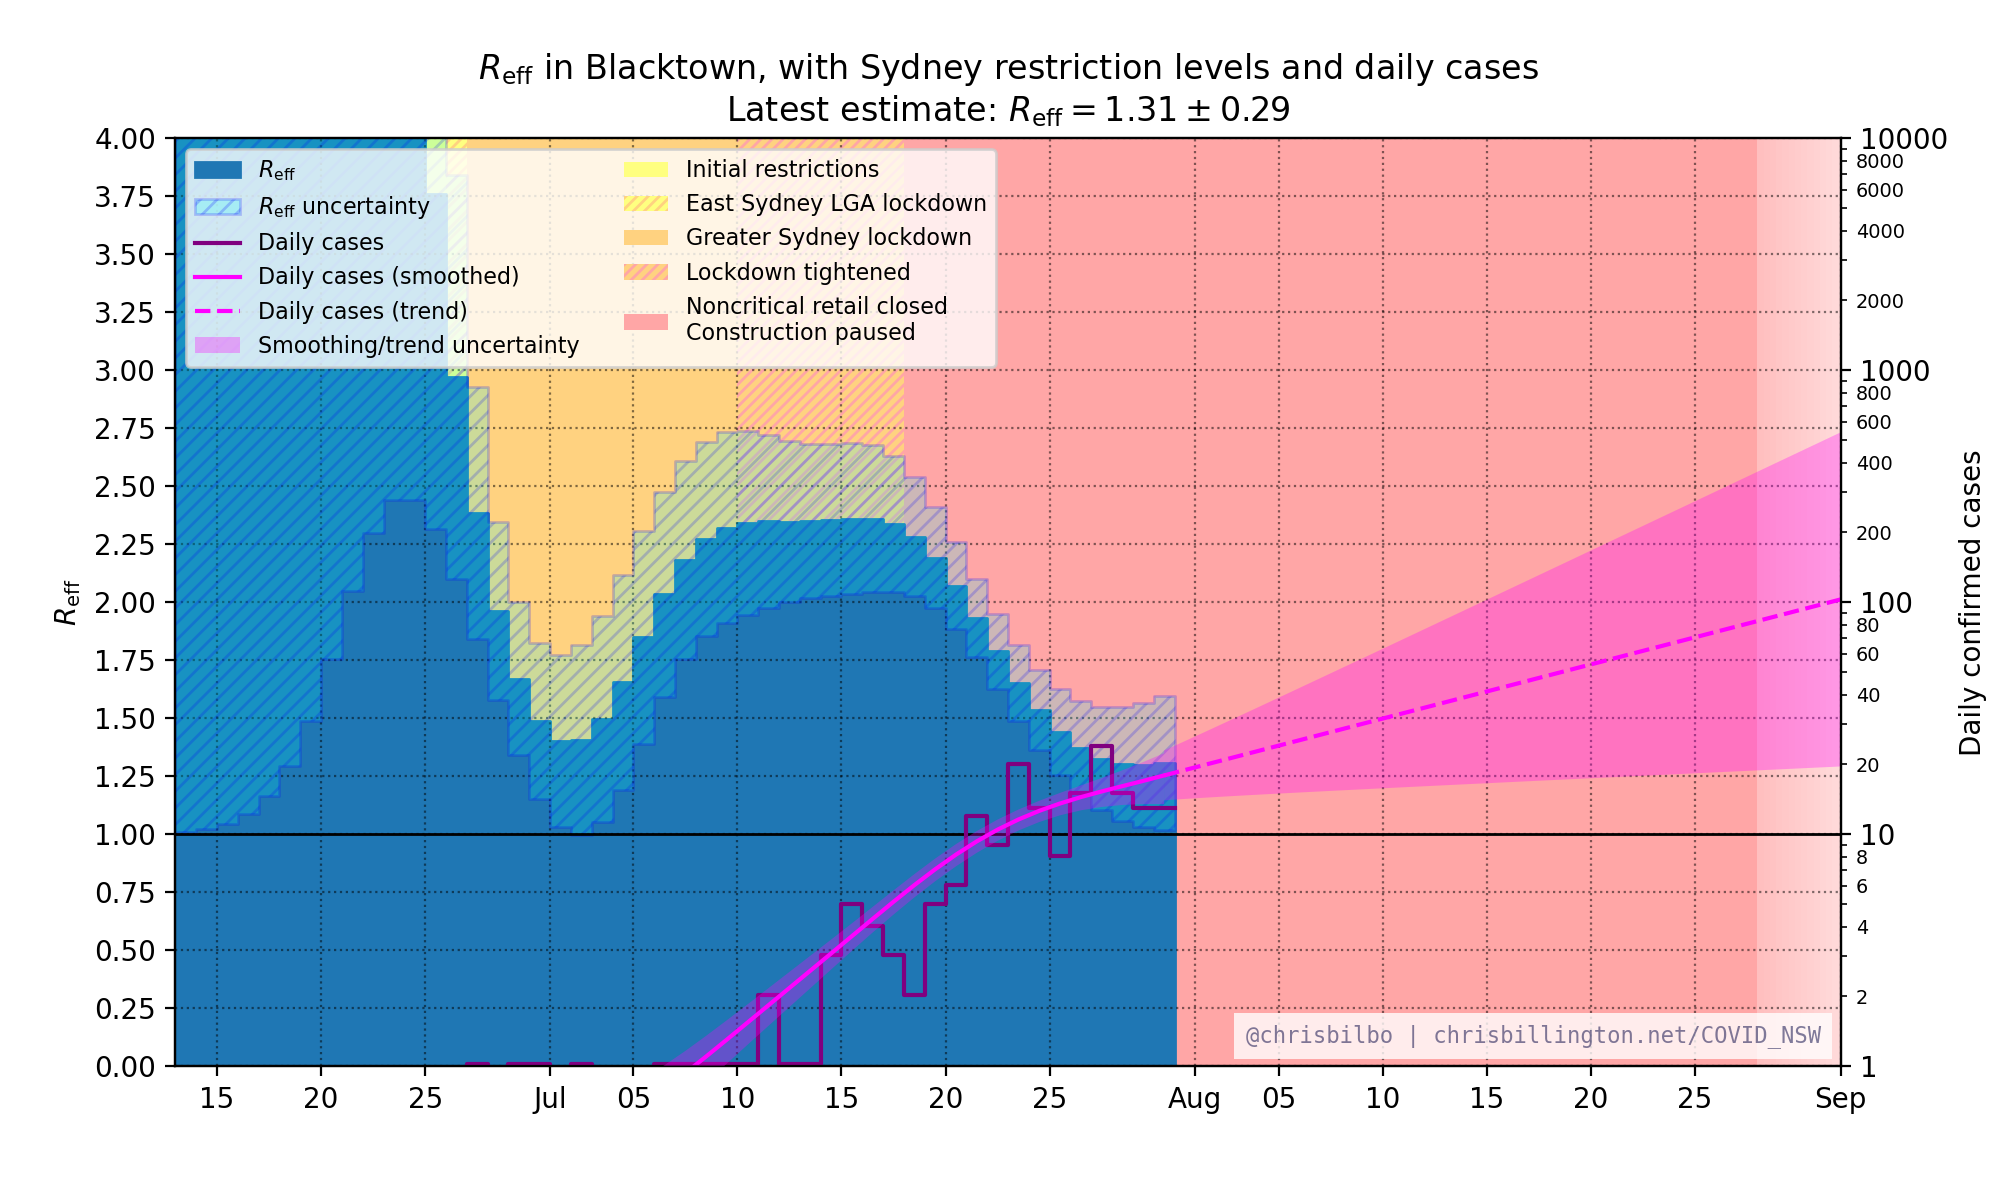 Reff in Blacktown, with Sydney restriction levels and daily cases
Latest estimate: Reff = 1.31 ± 0.29
Reff
Reff uncertainty
Daily cases
Daily cases (smoothed)
Daily cases (trend)
Smoothing/trend uncertainty
Initial restrictions
East Sydney LGA lockdown
Greater Sydney lockdown
Lockdown tightened
Noncritical retail closed
Construction paused
4.00
3.75
3.50
3.25
3.00
2.75
2.50
2.25
2.00
1.75
1.50
1.25
1.00
0.75
0.50
0.25
0.00
Reff
10000
8000
6000
4000
2000
1000
800
600
400
200
100
80
60
40
20
10
8
6
4
2
1
Daily confirmed cases
@chrisbilbo | chrisbillington.net/COVID_NSW
15 20 25 Jul 05 10 15 20 25 Aug 05 10 15 20 25 Sep